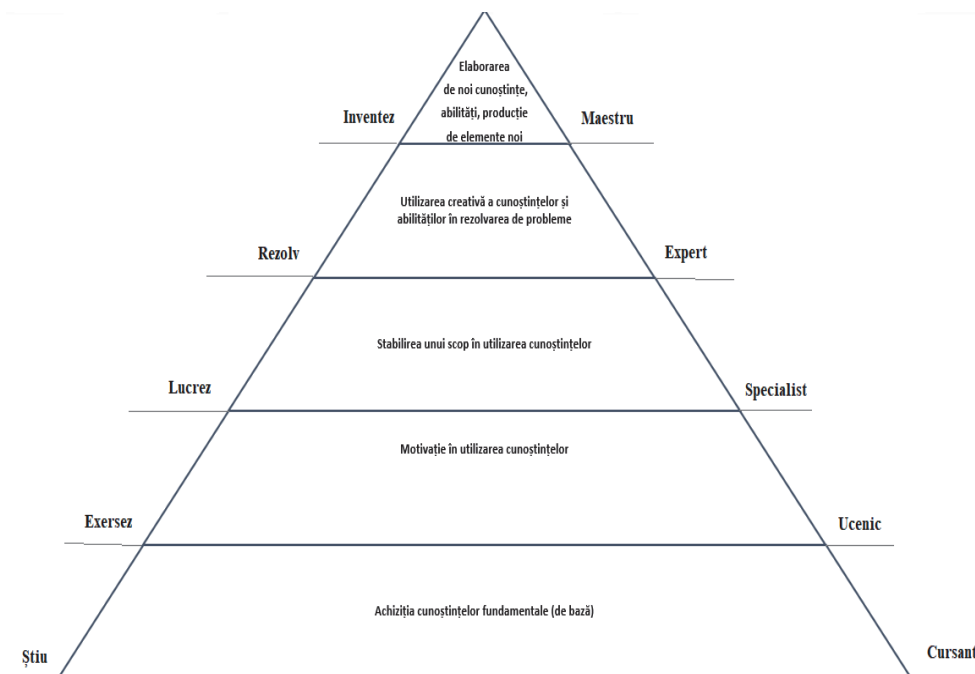 Elaborarea
de noi cunoștințe,
abilități, producție
de elemente noi
Inventez
Maestru
Utilizarea creativă a cunoștințelor și
abilităților în rezolvarea de probleme
Rezolv
Expert
Stabilirea unui scop în utilizarea cunoștințelor
Lucrez
Specialist
Motivație în utilizarea cunoștințelor
Exersez
Ucenic
Achiziția cunoștințelor fundamentale (de bază)
Știu
Cursant